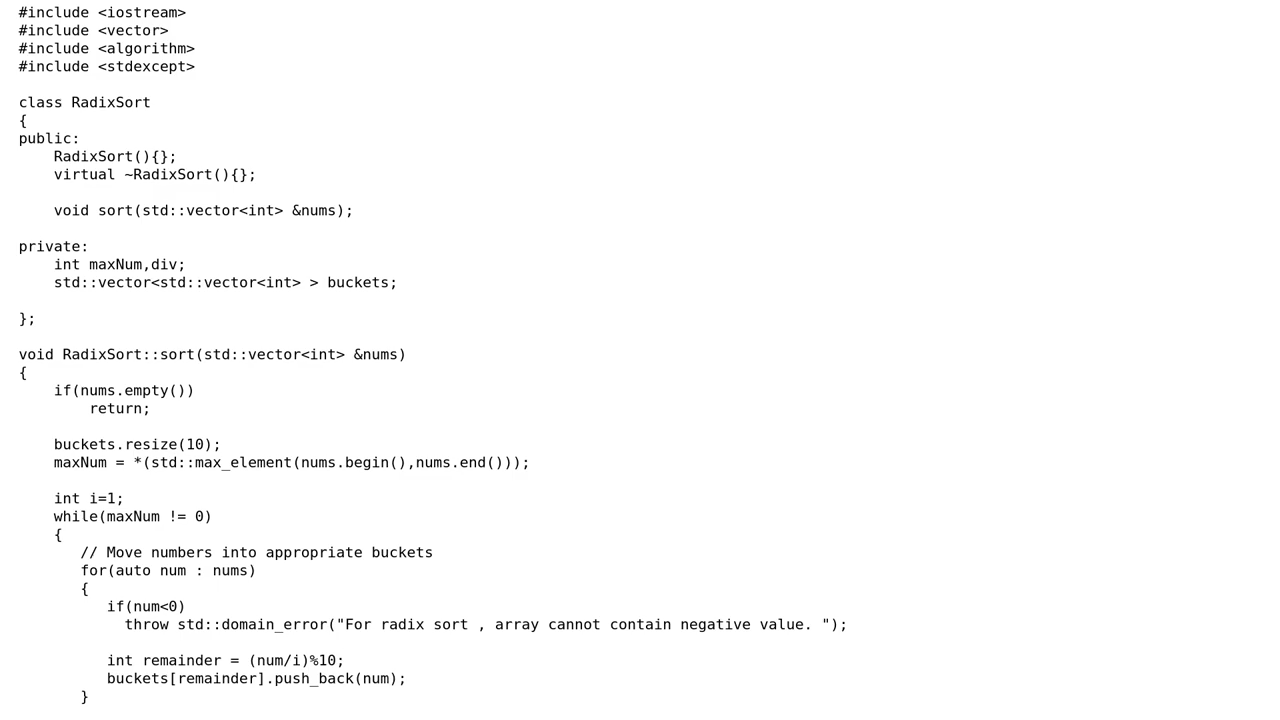 #include <iostream>
#include <vector>
#include <algorithm>
#include <stdexcept>

class RadixSort
{
public:
    RadixSort(){};
    virtual ~RadixSort(){};

    void sort(std::vector<int> &nums);

private:
    int maxNum,div;
    std::vector<std::vector<int> > buckets;

};

void RadixSort::sort(std::vector<int> &nums)
{
    if(nums.empty())
        return;

    buckets.resize(10);
    maxNum = *(std::max_element(nums.begin(),nums.end()));

    int i=1;
    while(maxNum != 0)
    {
       // Move numbers into appropriate buckets
       for(auto num : nums)
       {
          if(num<0)
            throw std::domain_error("For radix sort , array cannot contain negative value. ");

          int remainder = (num/i)%10;
          buckets[remainder].push_back(num);
       }